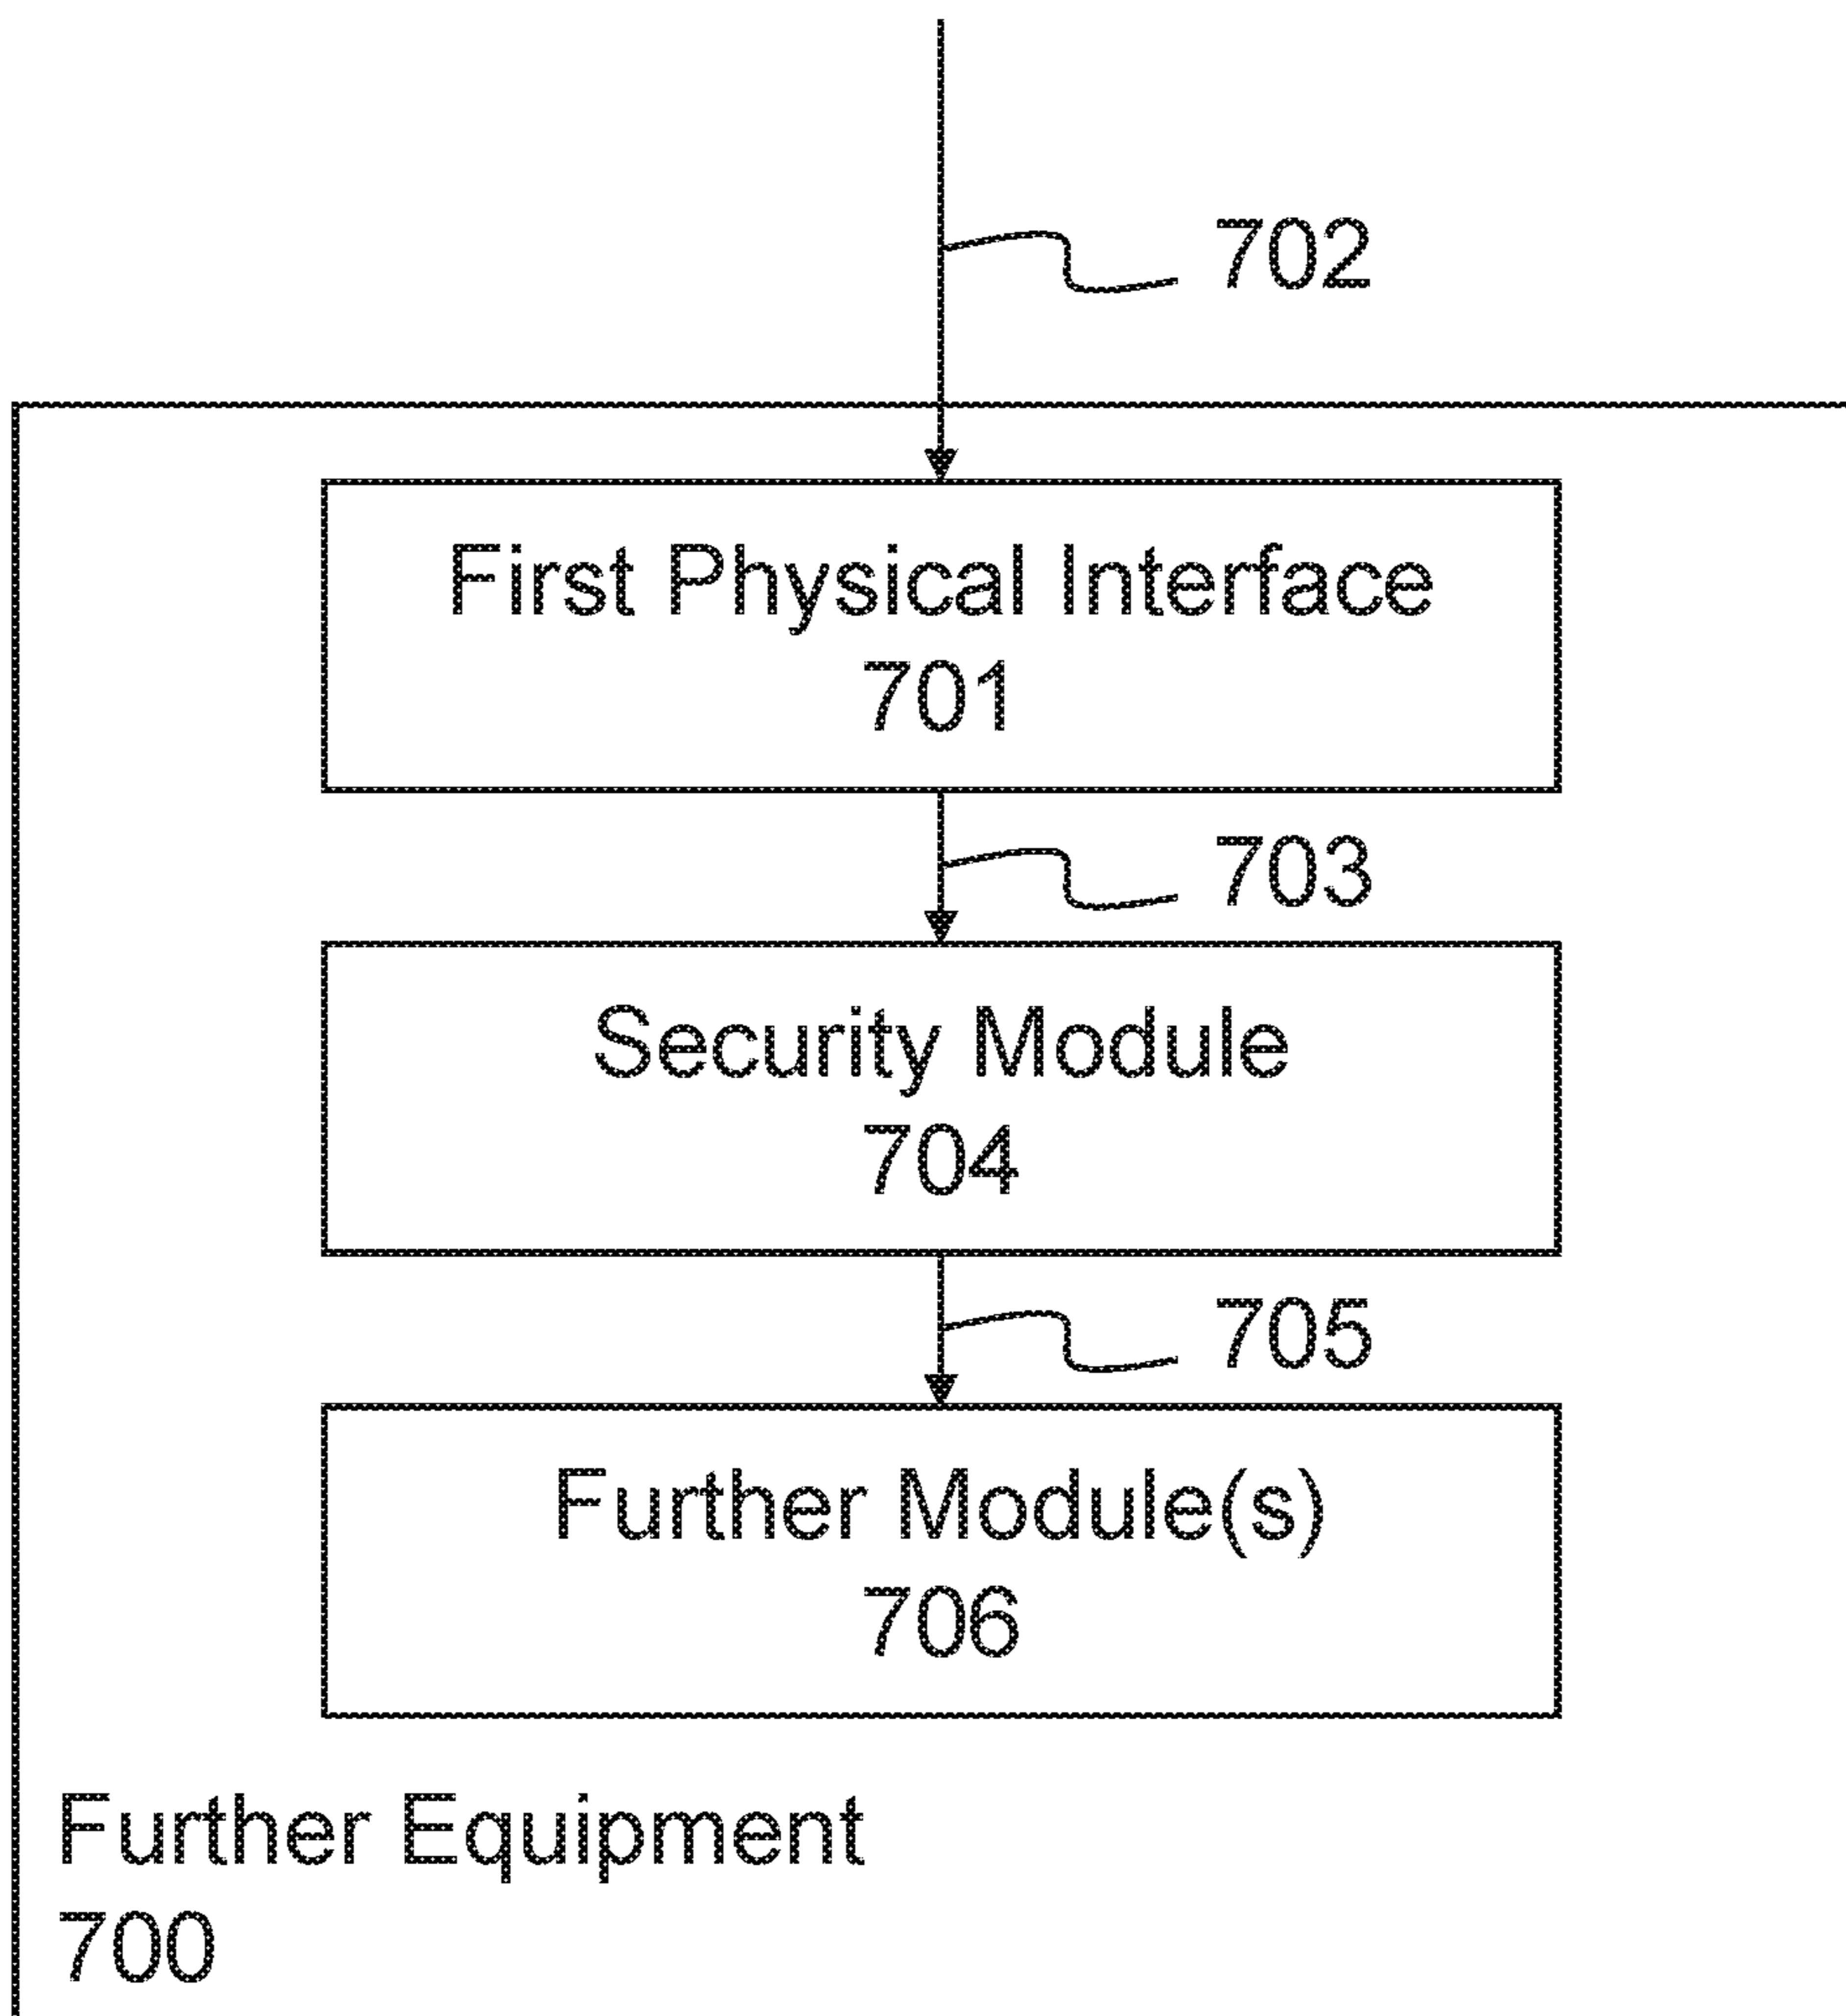 702
First Physical Interface
701
703
Security Module
704
705
Further Module(s)
706
Further Equipment
700